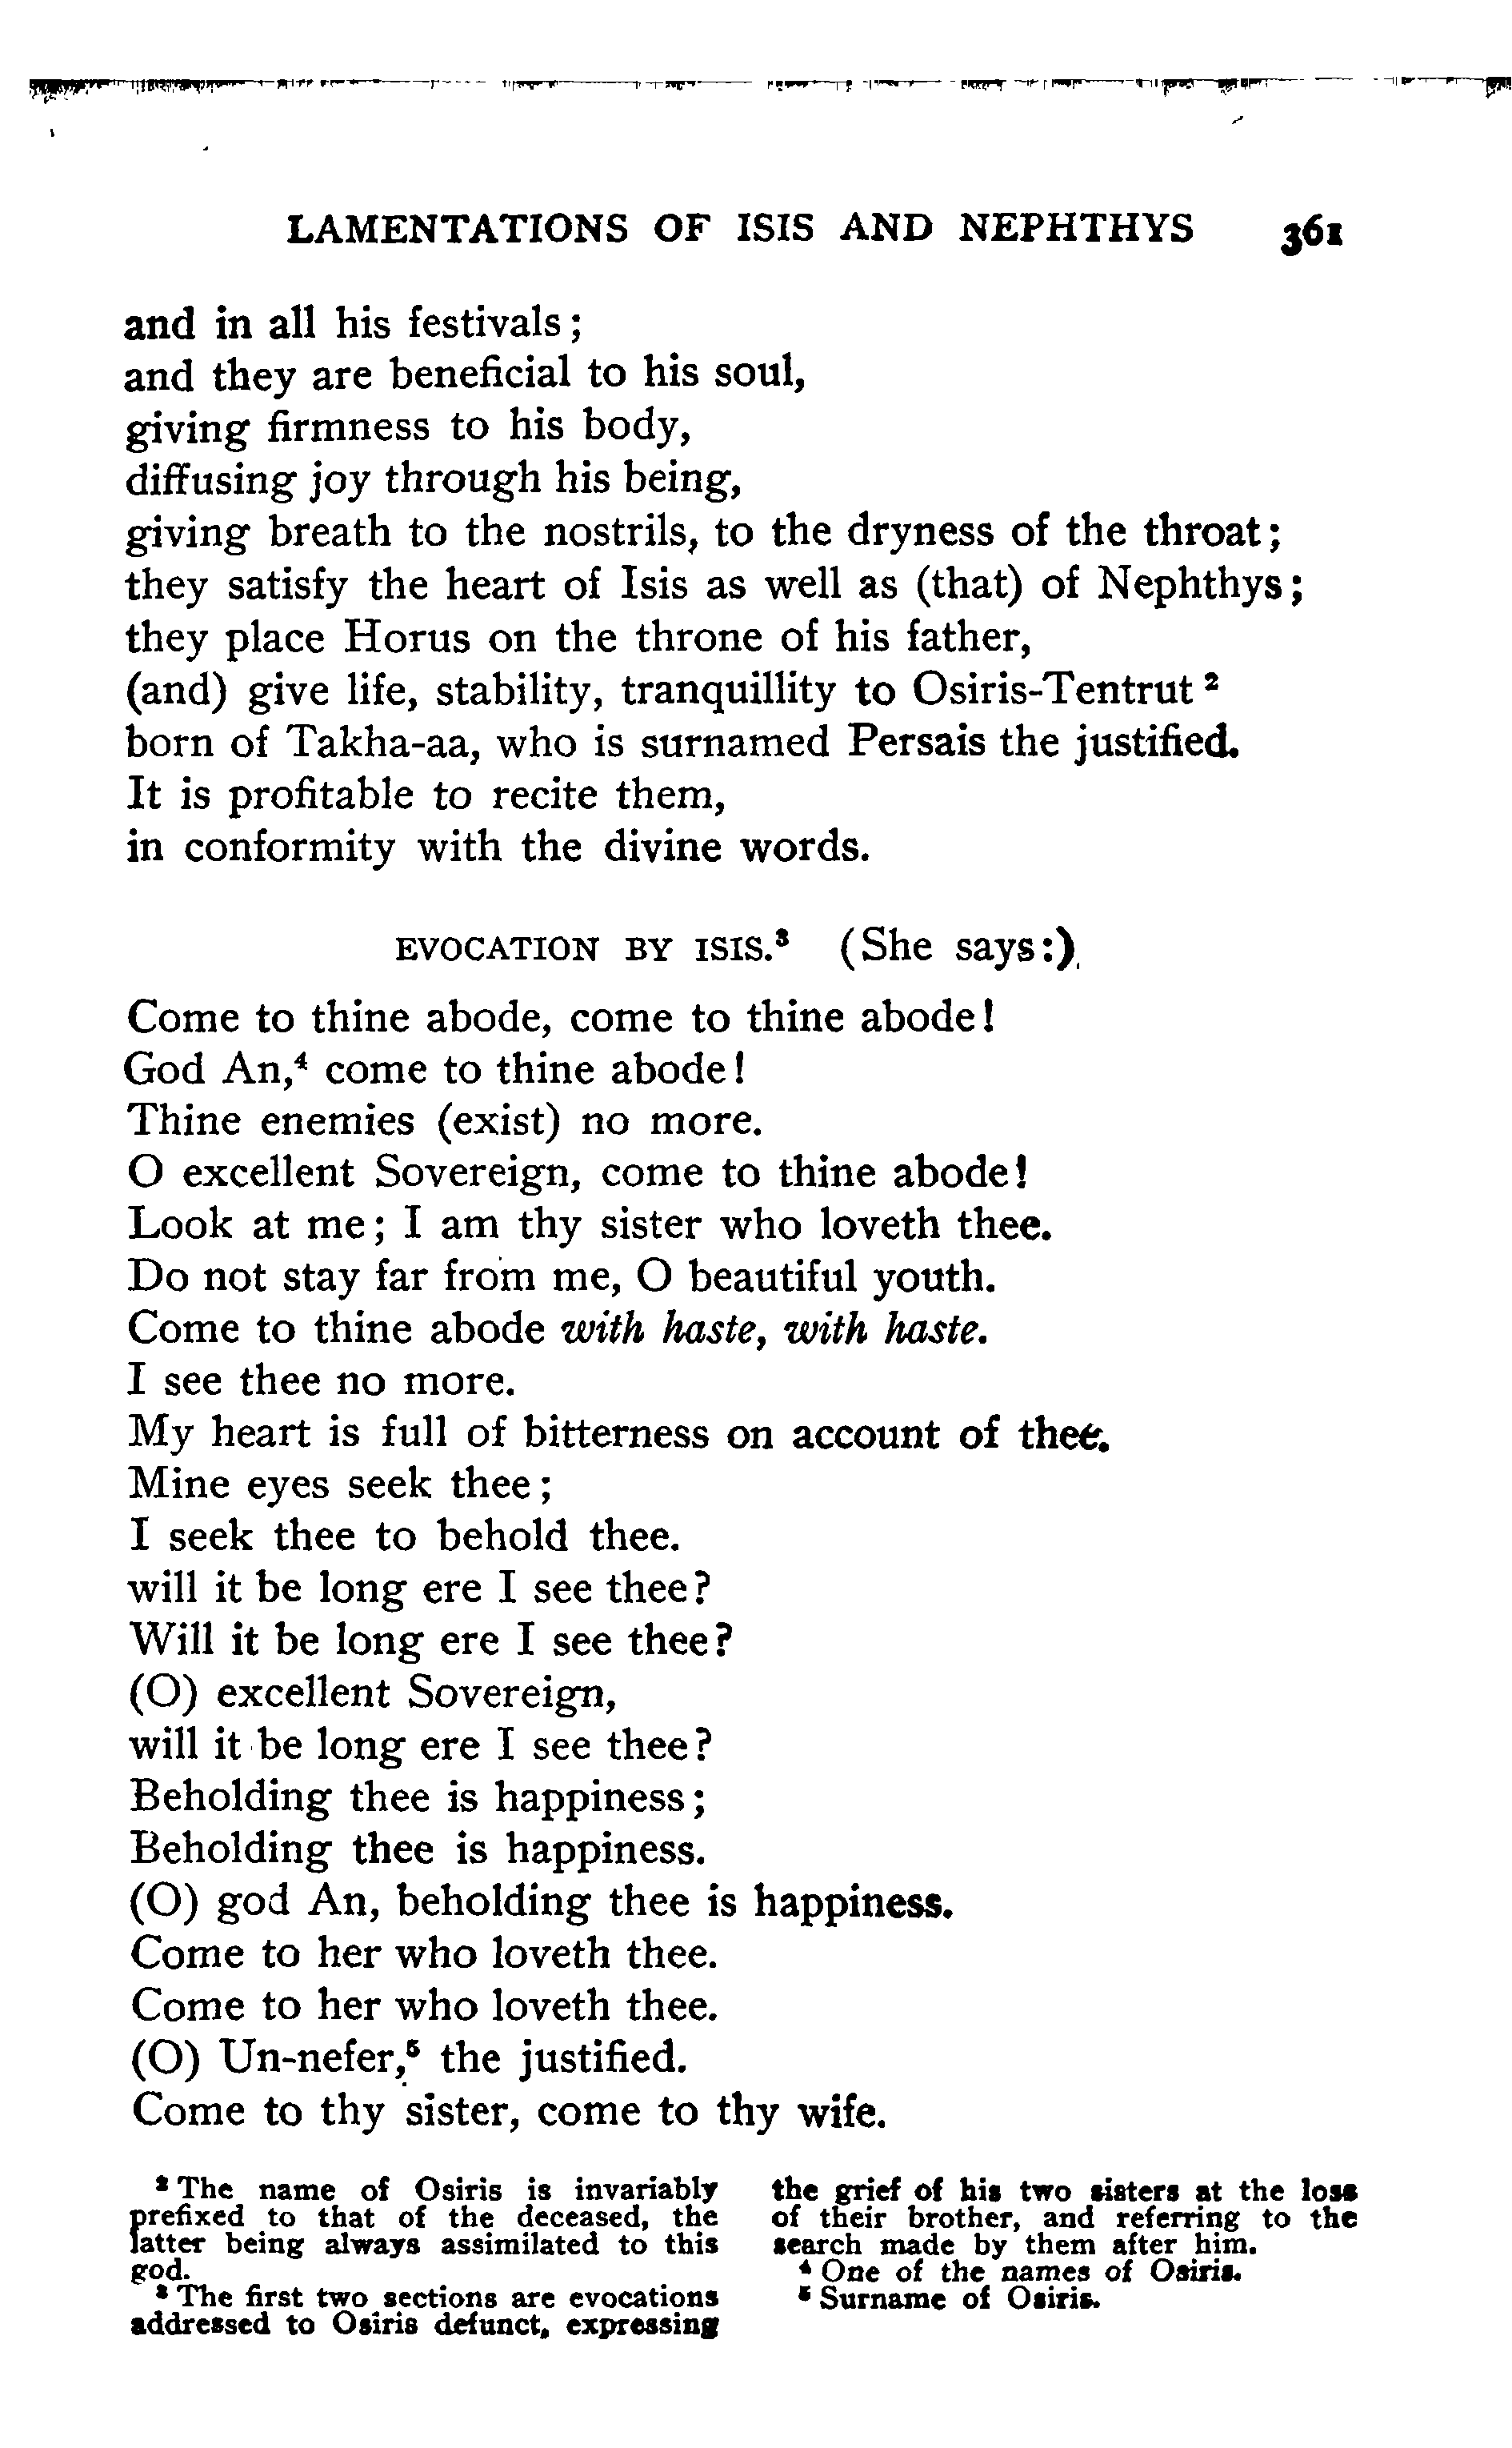 LAMENTATIONS OF ISIS AND NEPHTHYS 361
and in all his festivals;
and they are beneficial to his soul,
giving firmness to his body,
diffusing joy through his being,
giving breath to the nostrils, to the dryness of the throat;
they satisfy the heart of Isis as well as (that) of Nephthys;
they place Horus on the throne of his father,
(and) give life, stability, tranquillity to Osiris-Tentrut ²
born of Takha-aa, who is surnamed Persais the justified.
It is profitable to recite them,
in conformity with the divine words.
EVOCATION BY ISIS.³ (She says:)
Come to thine abode, come to thine abode!
God An,⁴ come to thine abode!
Thine enemies (exist) no more.
O excellent Sovereign, come to thine abode!
Look at me; I am thy sister who loveth thee.
Do not stay far from me, O beautiful youth.
Come to thine abode with haste, with haste.
I see thee no more.
My heart is full of bitterness on account of thee.
Mine eyes seek thee;
I seek thee to behold thee.
will it be long ere I see thee?
Will it be long ere I see thee?
(O) excellent Sovereign,
will it be long ere I see thee?
Beholding thee is happiness;
Beholding thee is happiness.
(O) god An, beholding thee is happiness.
Come to her who loveth thee.
Come to her who loveth thee.
(O) Un-nefer,⁵ the justified.
Come to thy sister, come to thy wife.
² The name of Osiris is invariably
prefixed to that of the deceased, the
latter being always assimilated to this
god.
³ The first two sections are evocations
addressed to Osiris defunct, expressing
the grief of his two sisters at the loss
of their brother, and referring to the
search made by them after him.
⁴ One of the names of Osiris.
⁵ Surname of Osiris.